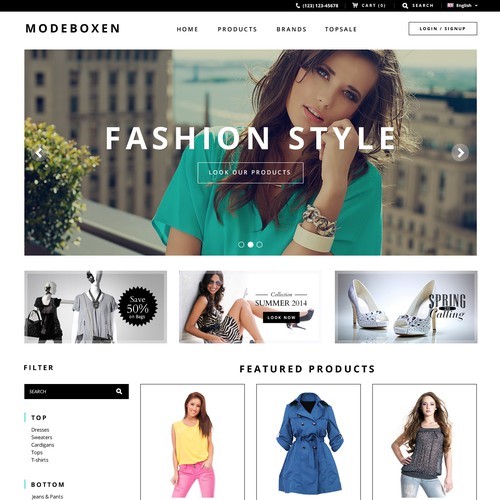 (123) 123-45678
CART (0)
SEARCH
English
MODEBOXEN
HOME
PRODUCTS
BRANDS
TOPSALE
LOGIN / SIGNUP
FASHION STYLE
LOOK OUR PRODUCTS
Save
50%
on Bags
Collection
SUMMER 2014
LOOK NOW
SPRING
Calling
FILTER
FEATURED PRODUCTS
SEARCH
TOP
Dresses
Sweaters
Cardigans
Tops
T-shirts
BOTTOM
Jeans & Pants